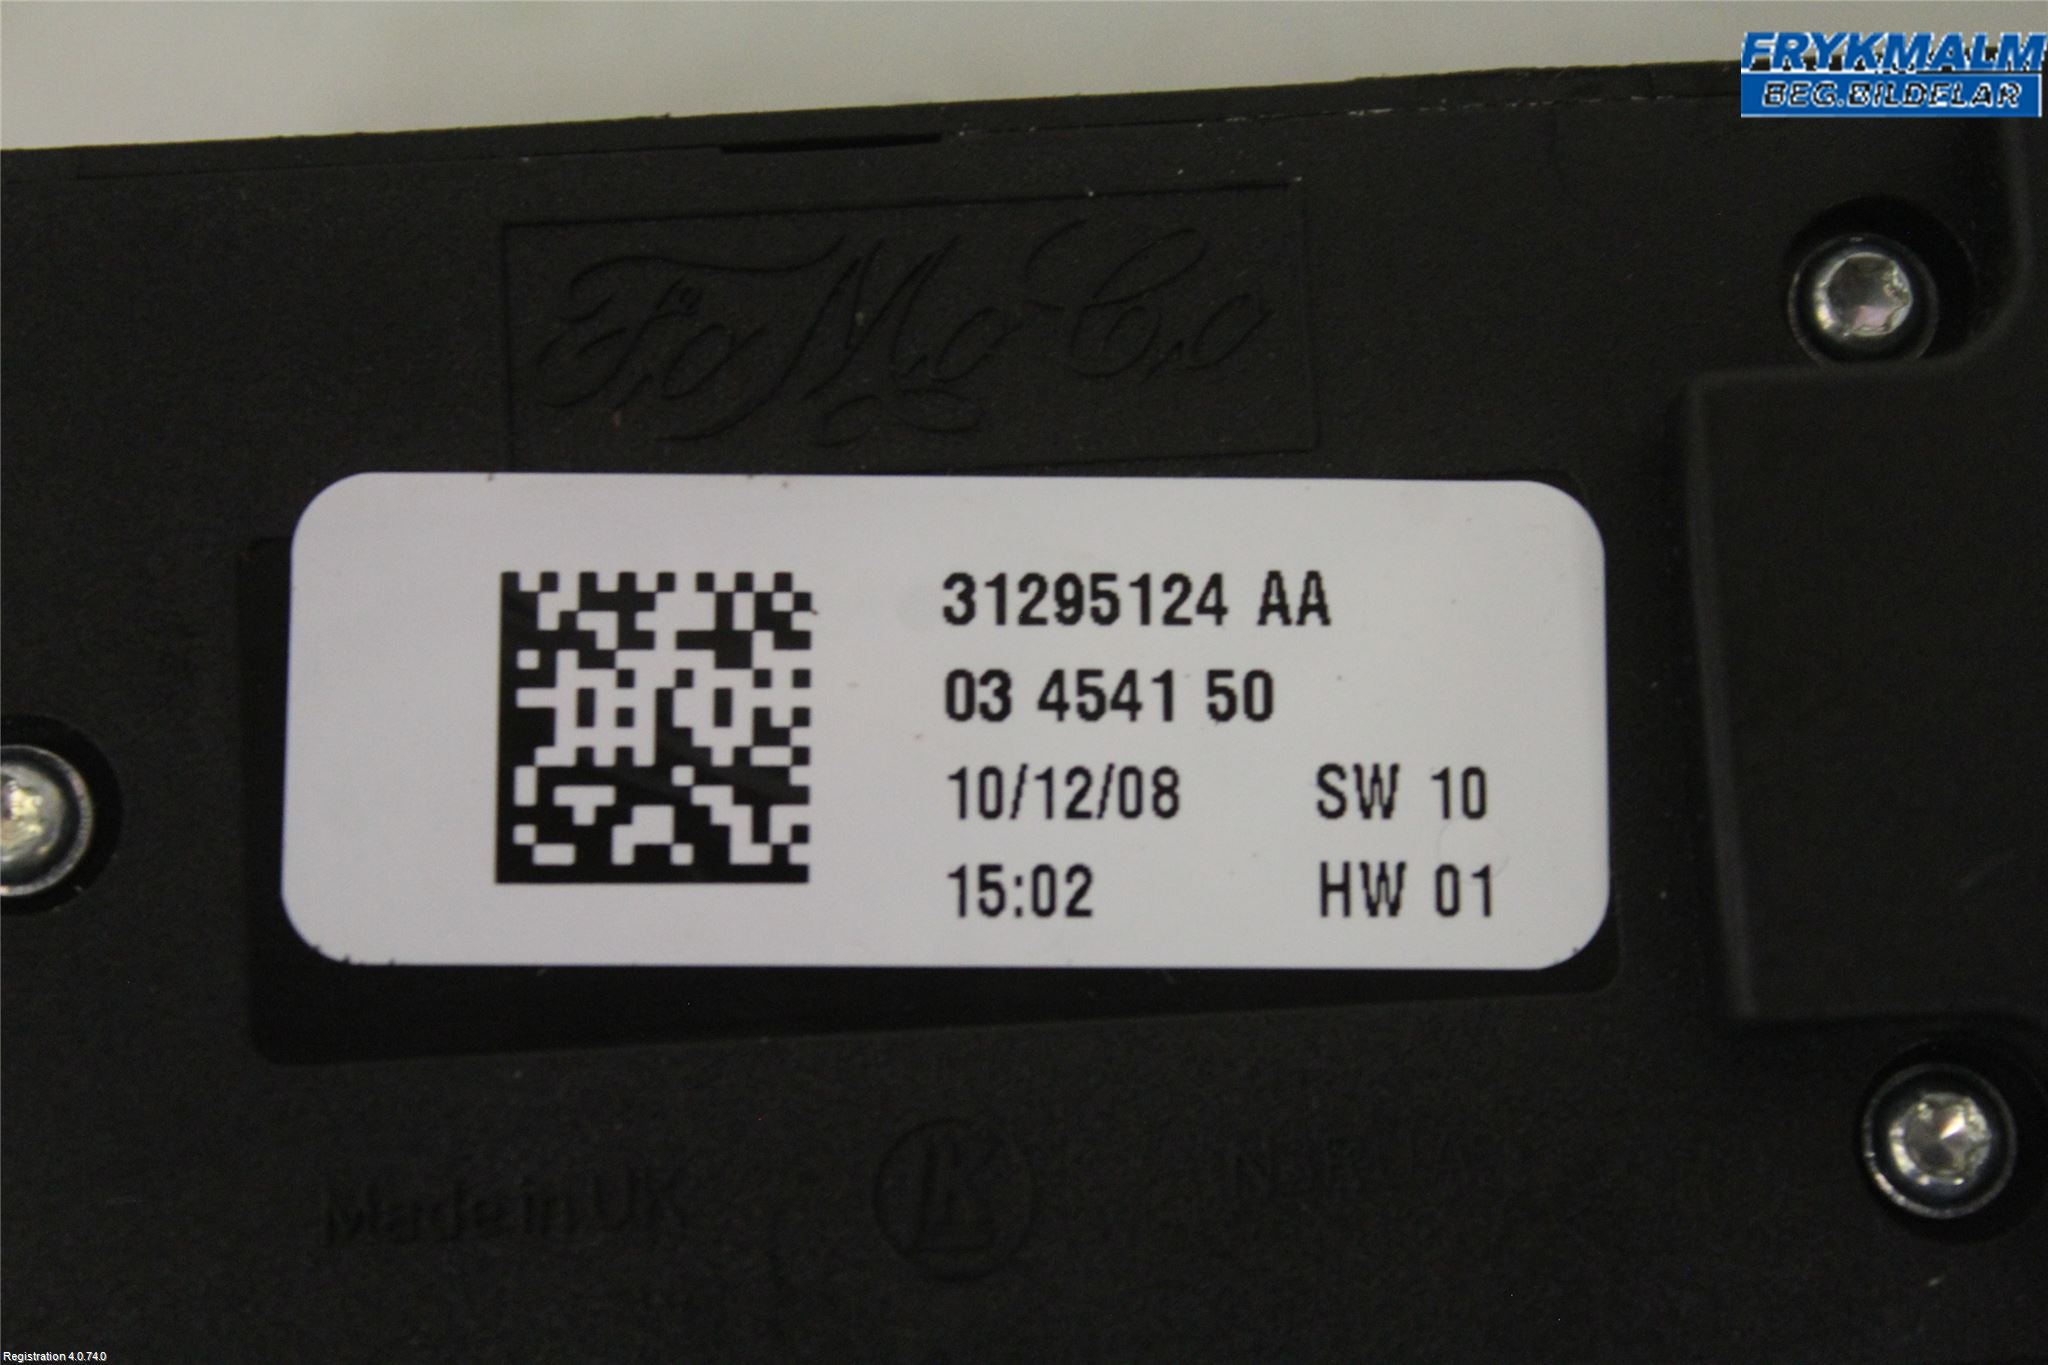 FRYKMALM
BEG.BILDELAR
FoMoCo
31295124 AA
03 4541 50
10/12/08 SW 10
15:02 HW 01
Made in UK
Registration 4.0.74.0